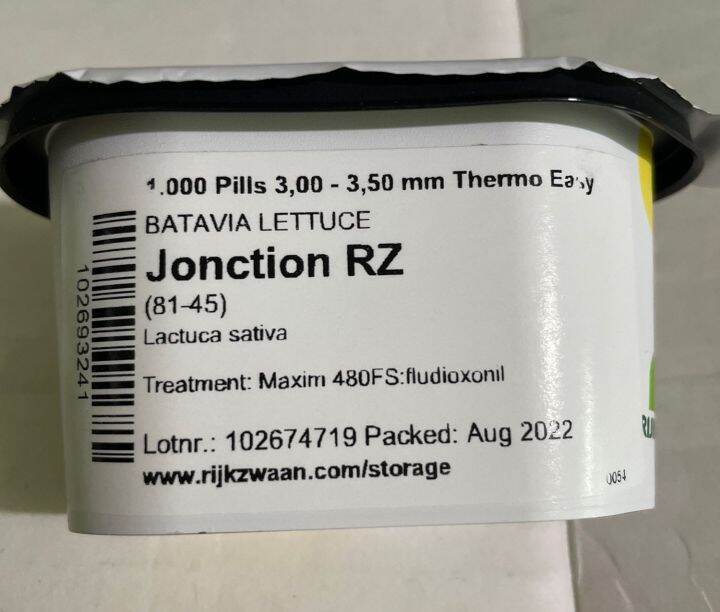 1.000 Pills 3,00 - 3,50 mm Thermo Easy
BATAVIA LETTUCE
Jonction RZ
(81-45)
Lactuca sativa
Treatment: Maxim 480FS:fludioxonil
Lotnr.: 102674719 Packed: Aug 2022
www.rijkzwaan.com/storage
0054
102693241